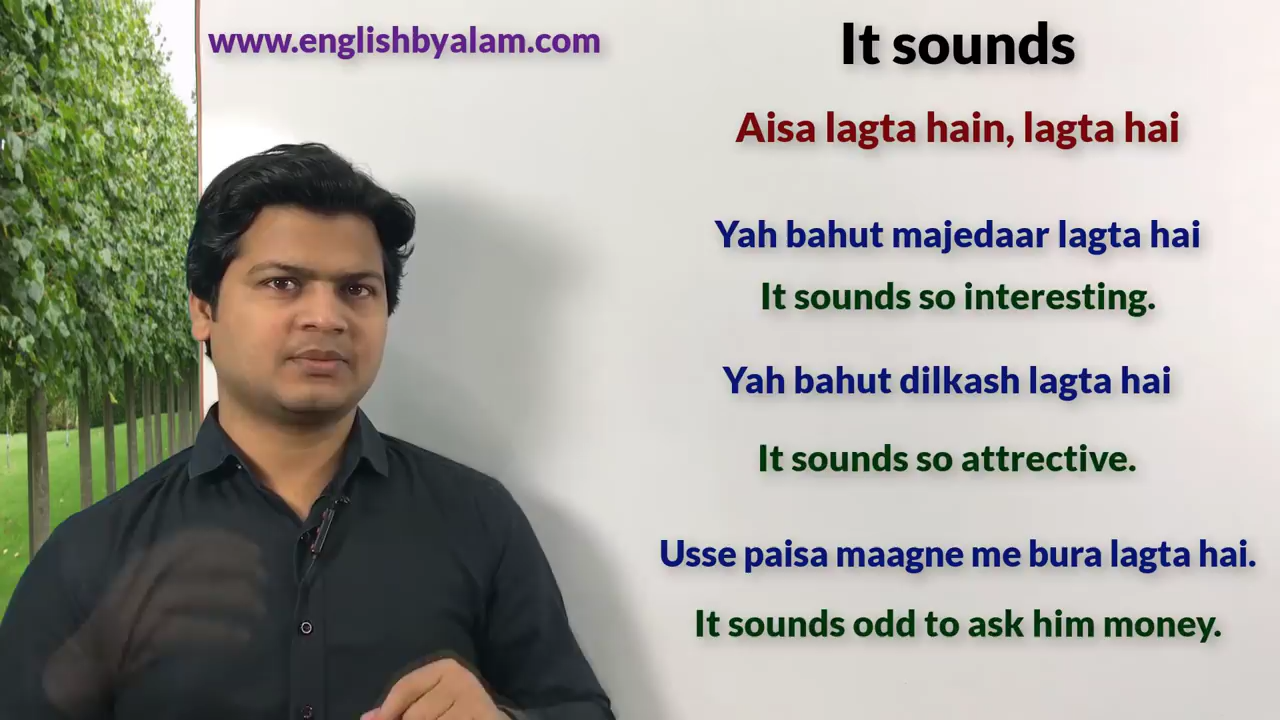 www.englishbyalam.com
It sounds
Aisa lagta hain, lagta hai
Yah bahut majedaar lagta hai
It sounds so interesting.
Yah bahut dilkash lagta hai
It sounds so attrective.
Usse paisa maagne me bura lagta hai.
It sounds odd to ask him money.